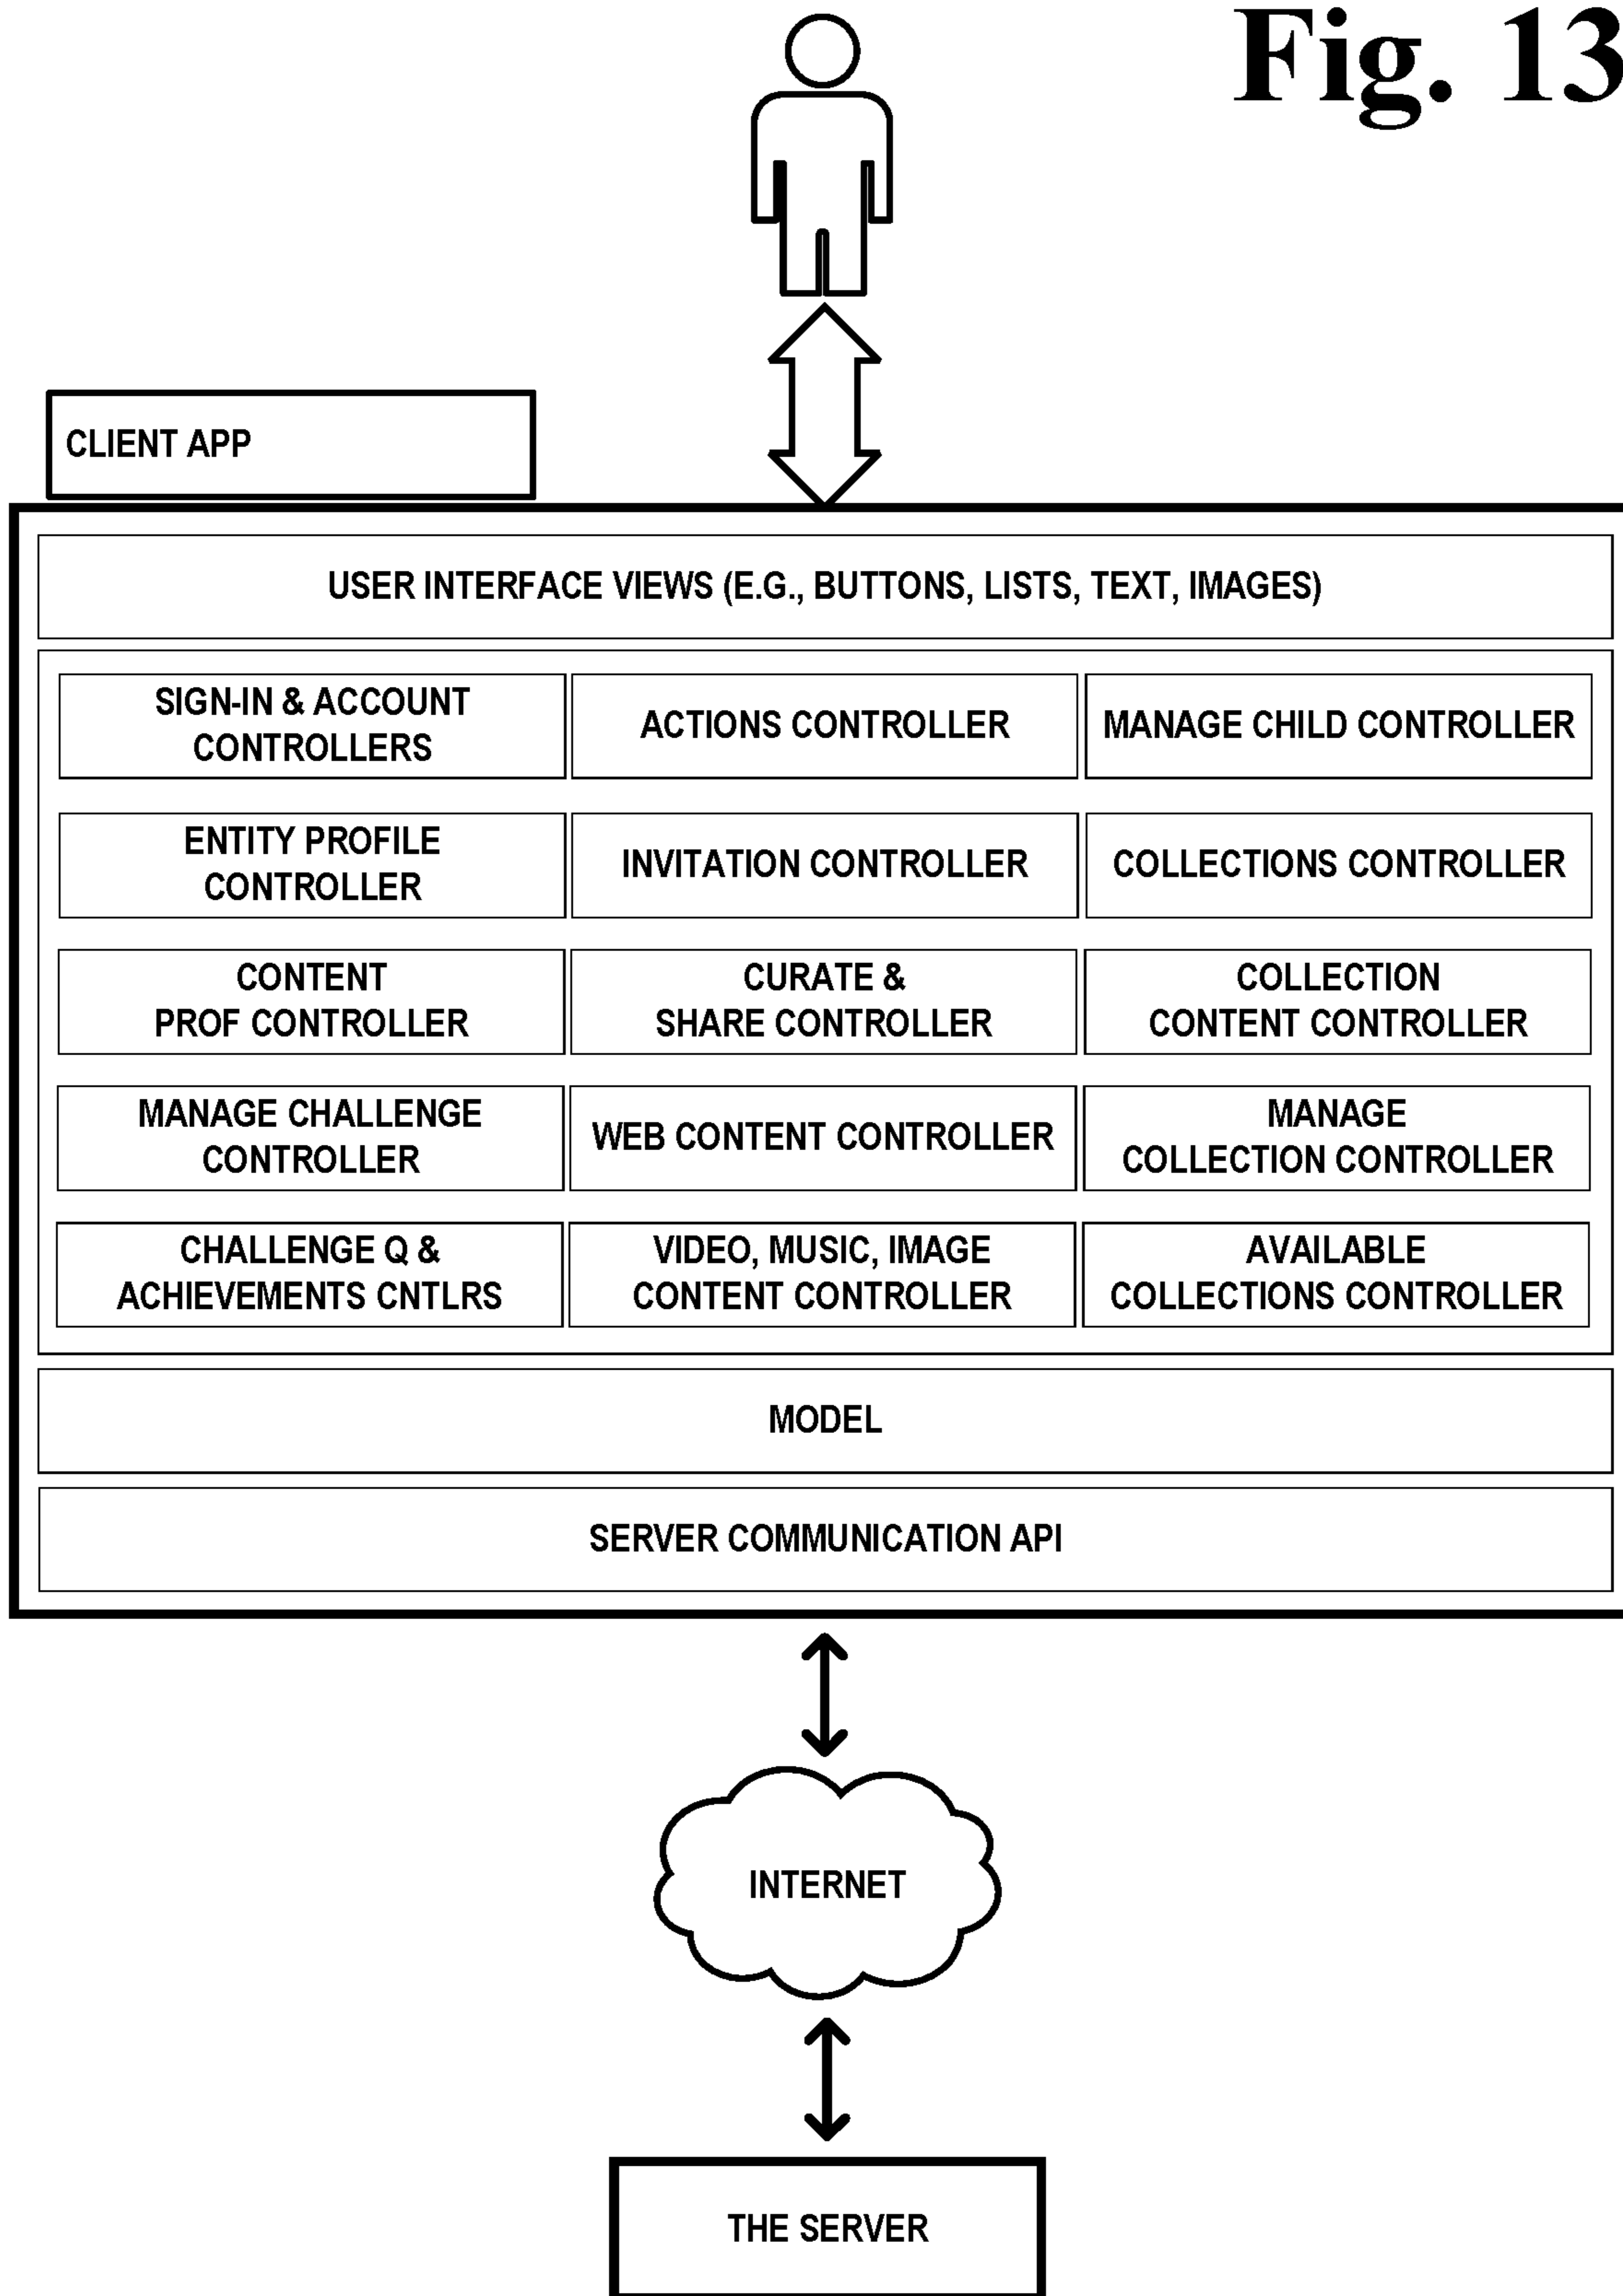 Fig. 13
CLIENT APP
USER INTERFACE VIEWS (E.G., BUTTONS, LISTS, TEXT, IMAGES)
SIGN-IN & ACCOUNT
CONTROLLERS
ACTIONS CONTROLLER
MANAGE CHILD CONTROLLER
ENTITY PROFILE
CONTROLLER
INVITATION CONTROLLER
COLLECTIONS CONTROLLER
CONTENT
PROF CONTROLLER
CURATE &
SHARE CONTROLLER
COLLECTION
CONTENT CONTROLLER
MANAGE CHALLENGE
CONTROLLER
WEB CONTENT CONTROLLER
MANAGE
COLLECTION CONTROLLER
CHALLENGE Q &
ACHIEVEMENTS CNTLRS
VIDEO, MUSIC, IMAGE
CONTENT CONTROLLER
AVAILABLE
COLLECTIONS CONTROLLER
MODEL
SERVER COMMUNICATION API
INTERNET
THE SERVER